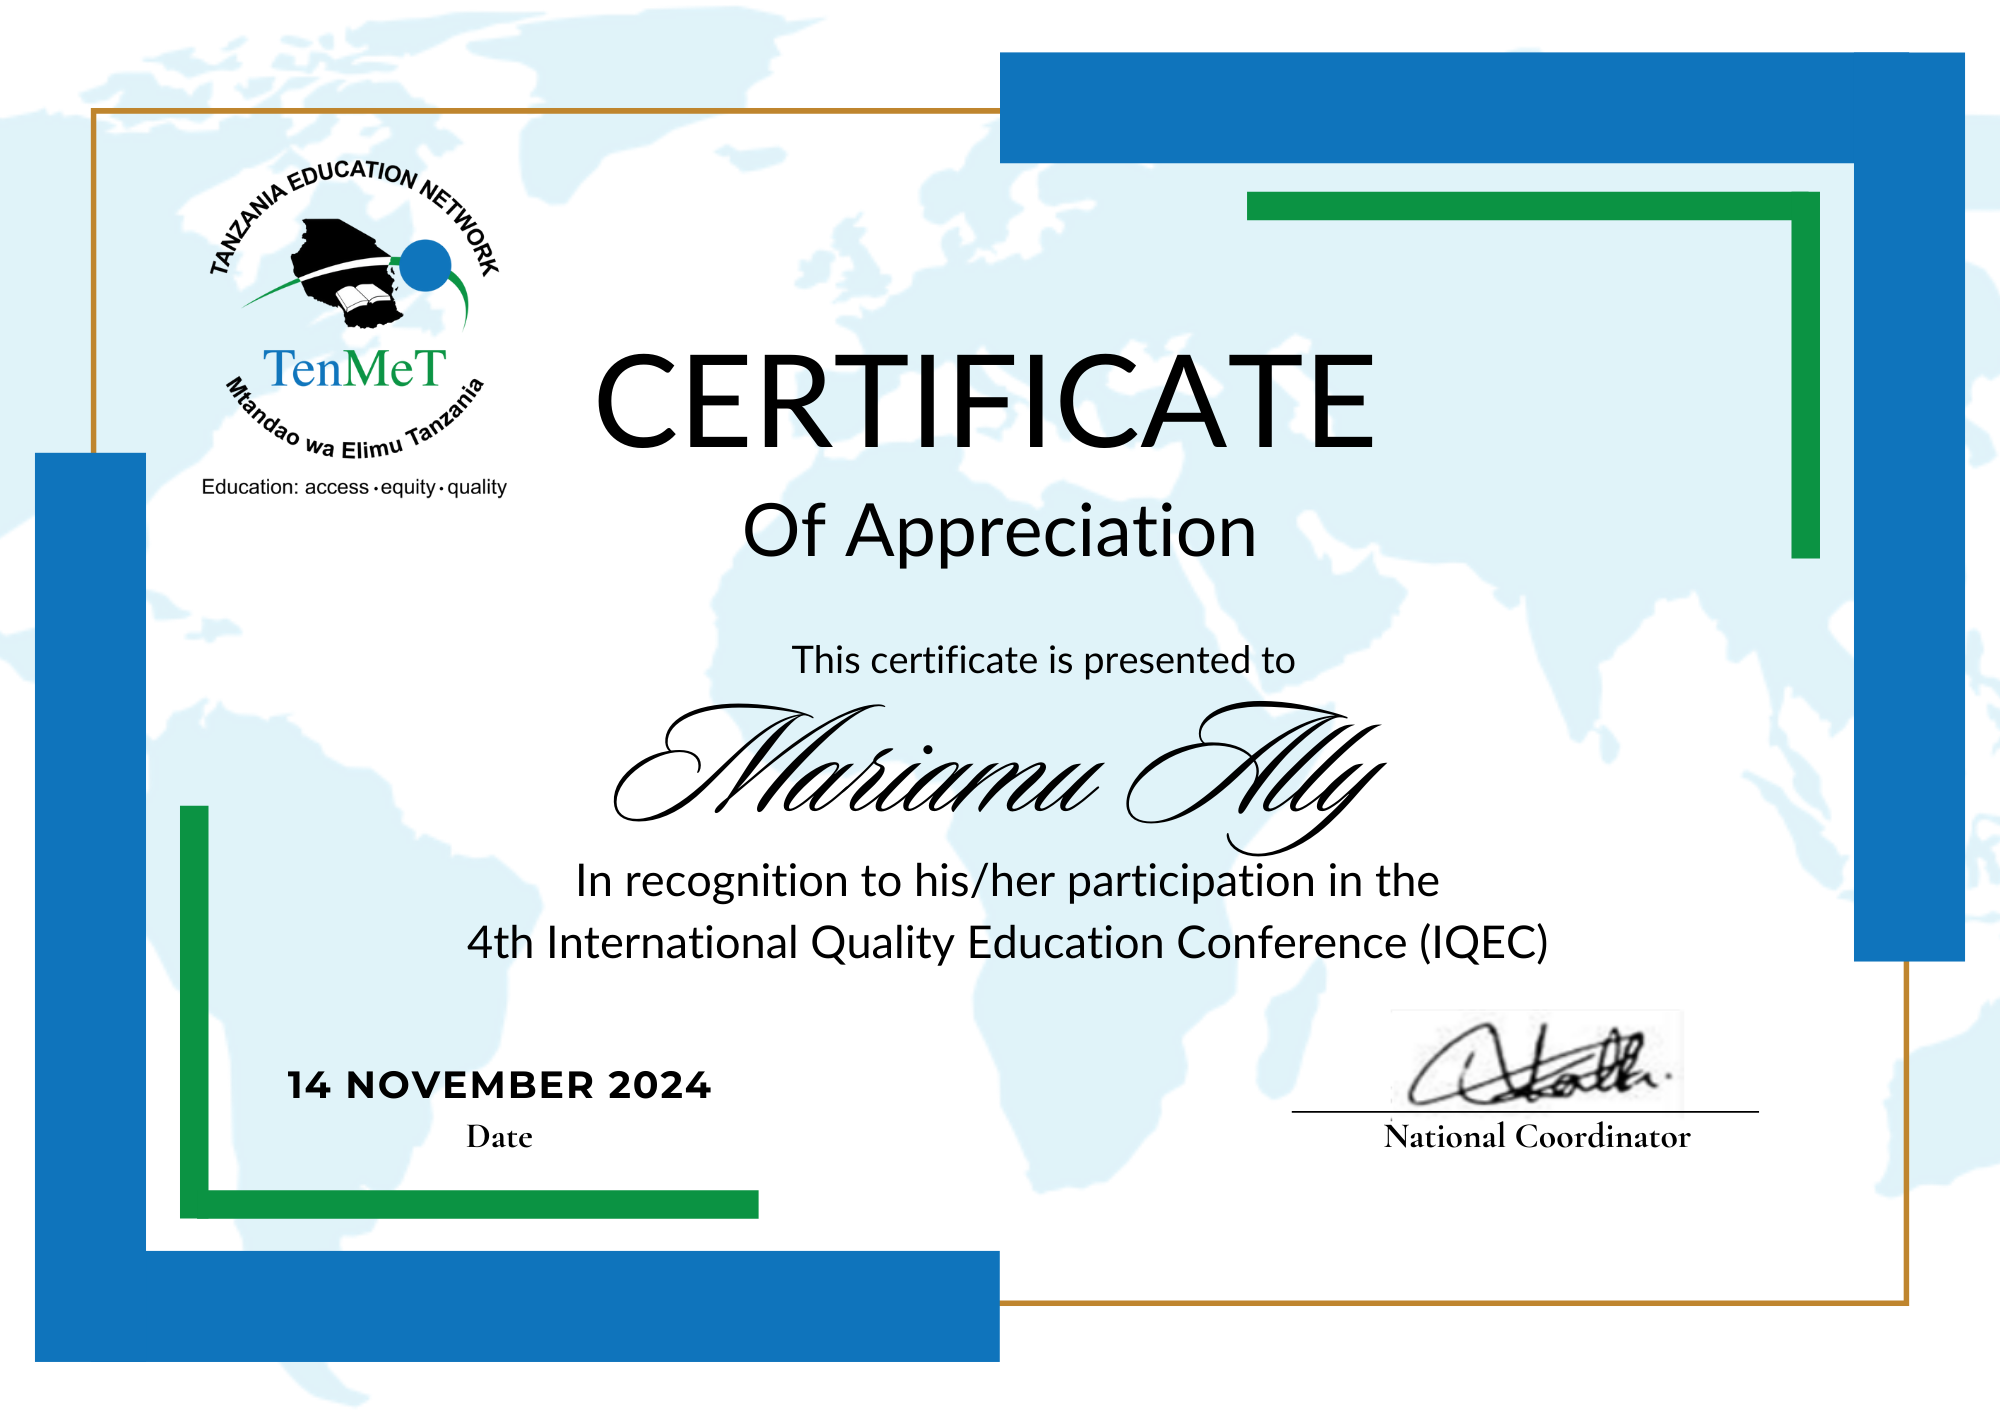 TANZANIA EDUCATION NETWORK
TenMeT
Mtandao wa Elimu Tanzania
Education: access • equity • quality
CERTIFICATE
Of Appreciation
This certificate is presented to
Mariamu Ally
In recognition to his/her participation in the
4th International Quality Education Conference (IQEC)
14 NOVEMBER 2024
Date
National Coordinator